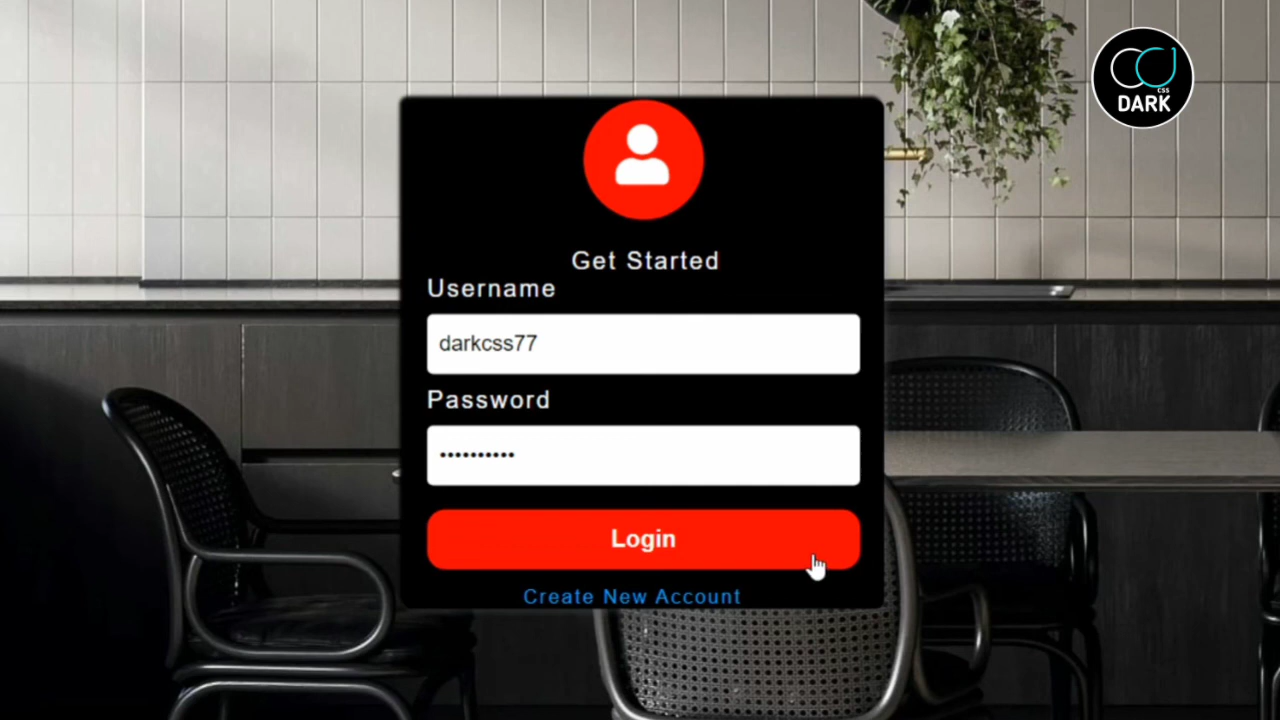 CSS
DARK
Get Started
Username
darkcss77
Password
••••••••••
Login
Create New Account